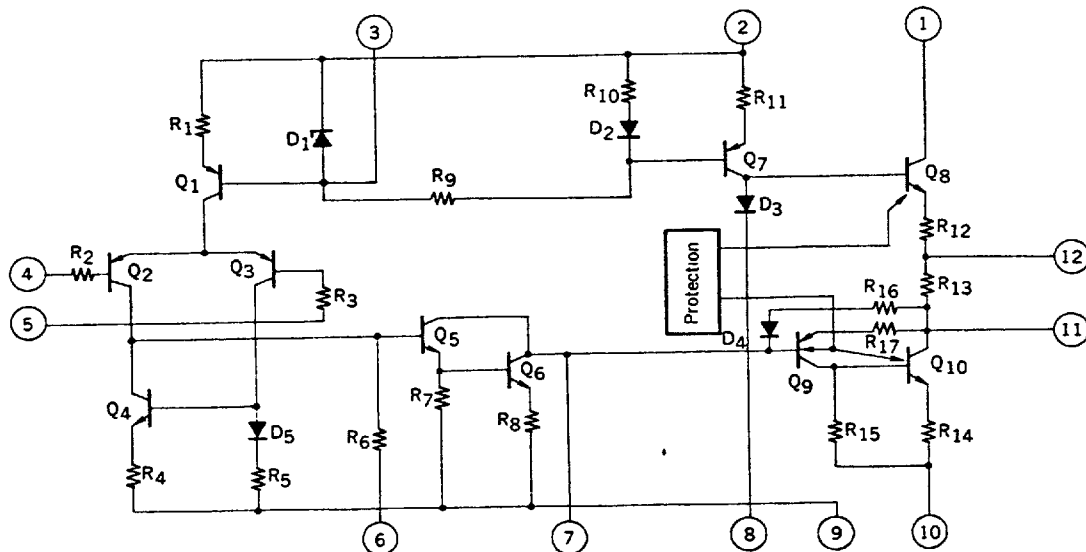 3
2
1
R10
R11
R1
D1
D2
Q1
R9
Q7
Q8
D3
R12
R2
4
Q2
Q3
12
R3
R16
R13
5
Protection
D4
R17
11
Q5
Q6
Q9
Q10
Q4
R7
R8
D5
R6
R15
R14
R4
R5
6
7
8
9
10